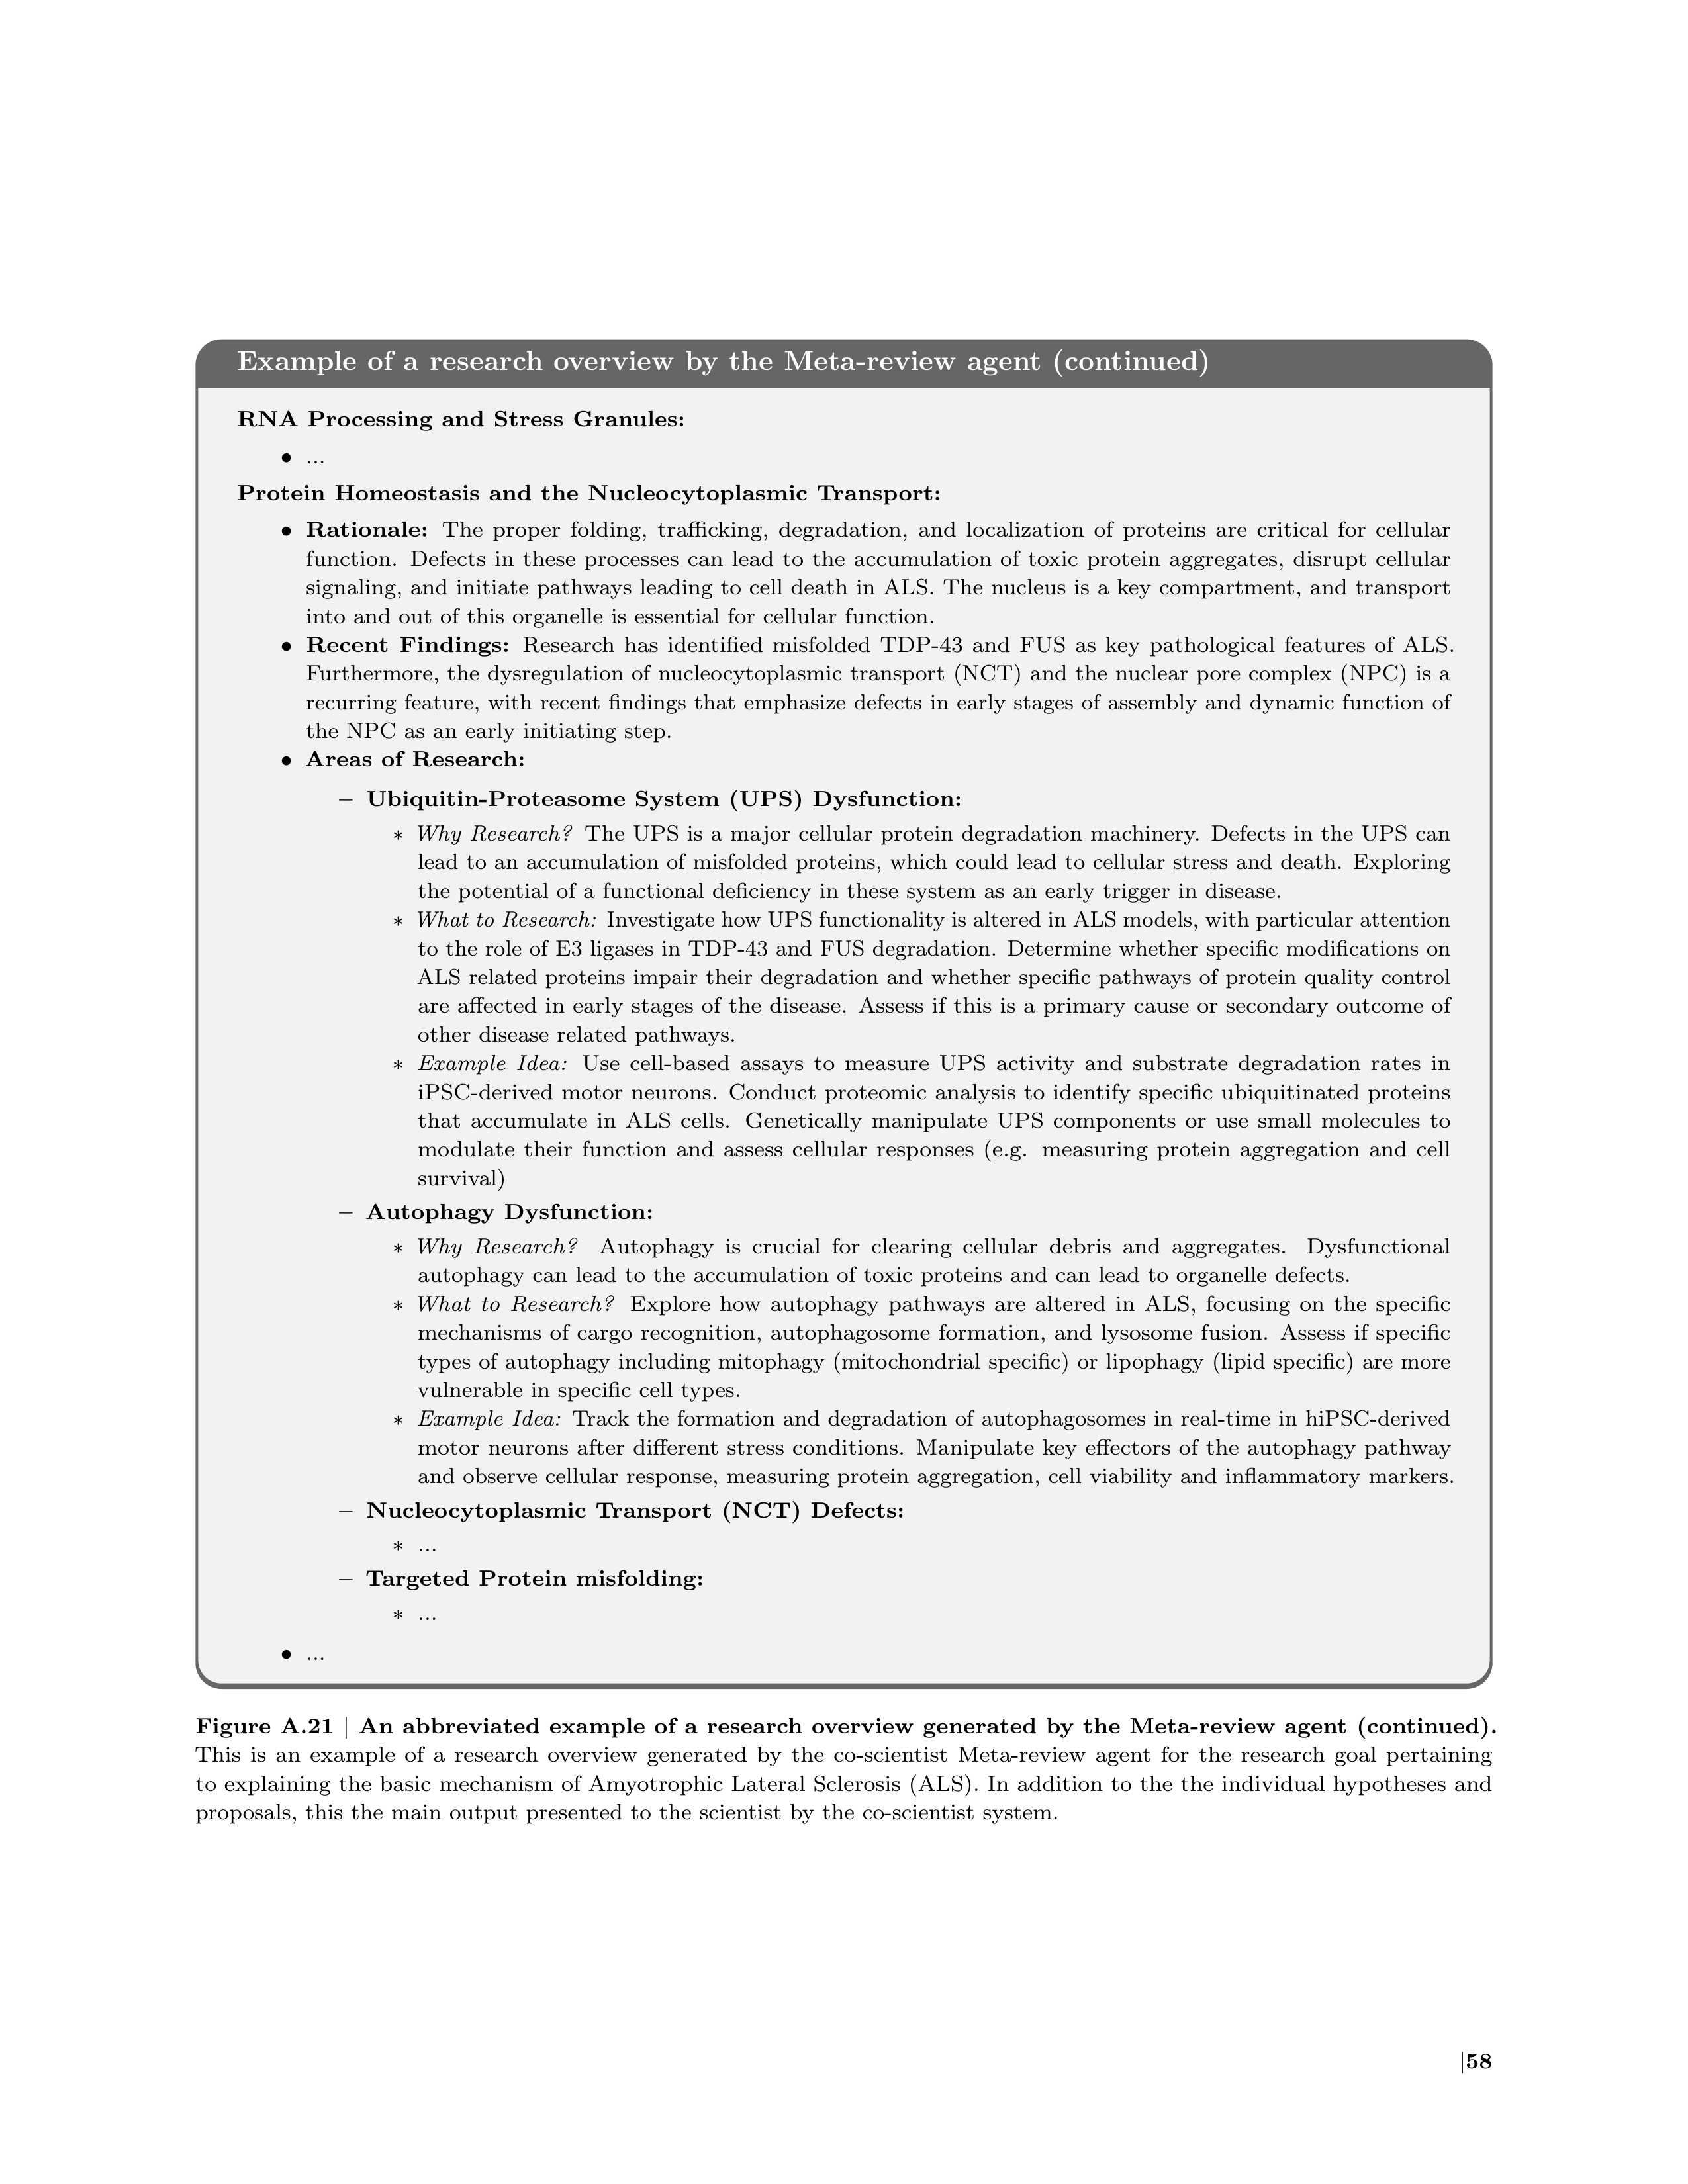 Example of a research overview by the Meta-review agent (continued)
RNA Processing and Stress Granules:
• ...
Protein Homeostasis and the Nucleocytoplasmic Transport:
• Rationale: The proper folding, trafficking, degradation, and localization of proteins are critical for cellular
function. Defects in these processes can lead to the accumulation of toxic protein aggregates, disrupt cellular
signaling, and initiate pathways leading to cell death in ALS. The nucleus is a key compartment, and transport
into and out of this organelle is essential for cellular function.
• Recent Findings: Research has identified misfolded TDP-43 and FUS as key pathological features of ALS.
Furthermore, the dysregulation of nucleocytoplasmic transport (NCT) and the nuclear pore complex (NPC) is a
recurring feature, with recent findings that emphasize defects in early stages of assembly and dynamic function of
the NPC as an early initiating step.
• Areas of Research:
– Ubiquitin-Proteasome System (UPS) Dysfunction:
∗ Why Research? The UPS is a major cellular protein degradation machinery. Defects in the UPS can
lead to an accumulation of misfolded proteins, which could lead to cellular stress and death. Exploring
the potential of a functional deficiency in these system as an early trigger in disease.
∗ What to Research: Investigate how UPS functionality is altered in ALS models, with particular attention
to the role of E3 ligases in TDP-43 and FUS degradation. Determine whether specific modifications on
ALS related proteins impair their degradation and whether specific pathways of protein quality control
are affected in early stages of the disease. Assess if this is a primary cause or secondary outcome of
other disease related pathways.
∗ Example Idea: Use cell-based assays to measure UPS activity and substrate degradation rates in
iPSC-derived motor neurons. Conduct proteomic analysis to identify specific ubiquitinated proteins
that accumulate in ALS cells. Genetically manipulate UPS components or use small molecules to
modulate their function and assess cellular responses (e.g. measuring protein aggregation and cell
survival)
– Autophagy Dysfunction:
∗ Why Research? Autophagy is crucial for clearing cellular debris and aggregates. Dysfunctional
autophagy can lead to the accumulation of toxic proteins and can lead to organelle defects.
∗ What to Research? Explore how autophagy pathways are altered in ALS, focusing on the specific
mechanisms of cargo recognition, autophagosome formation, and lysosome fusion. Assess if specific
types of autophagy including mitophagy (mitochondrial specific) or lipophagy (lipid specific) are more
vulnerable in specific cell types.
∗ Example Idea: Track the formation and degradation of autophagosomes in real-time in hiPSC-derived
motor neurons after different stress conditions. Manipulate key effectors of the autophagy pathway
and observe cellular response, measuring protein aggregation, cell viability and inflammatory markers.
– Nucleocytoplasmic Transport (NCT) Defects:
∗ ...
– Targeted Protein misfolding:
∗ ...
• ...
Figure A.21 | An abbreviated example of a research overview generated by the Meta-review agent (continued).
This is an example of a research overview generated by the co-scientist Meta-review agent for the research goal pertaining
to explaining the basic mechanism of Amyotrophic Lateral Sclerosis (ALS). In addition to the the individual hypotheses and
proposals, this the main output presented to the scientist by the co-scientist system.
|58